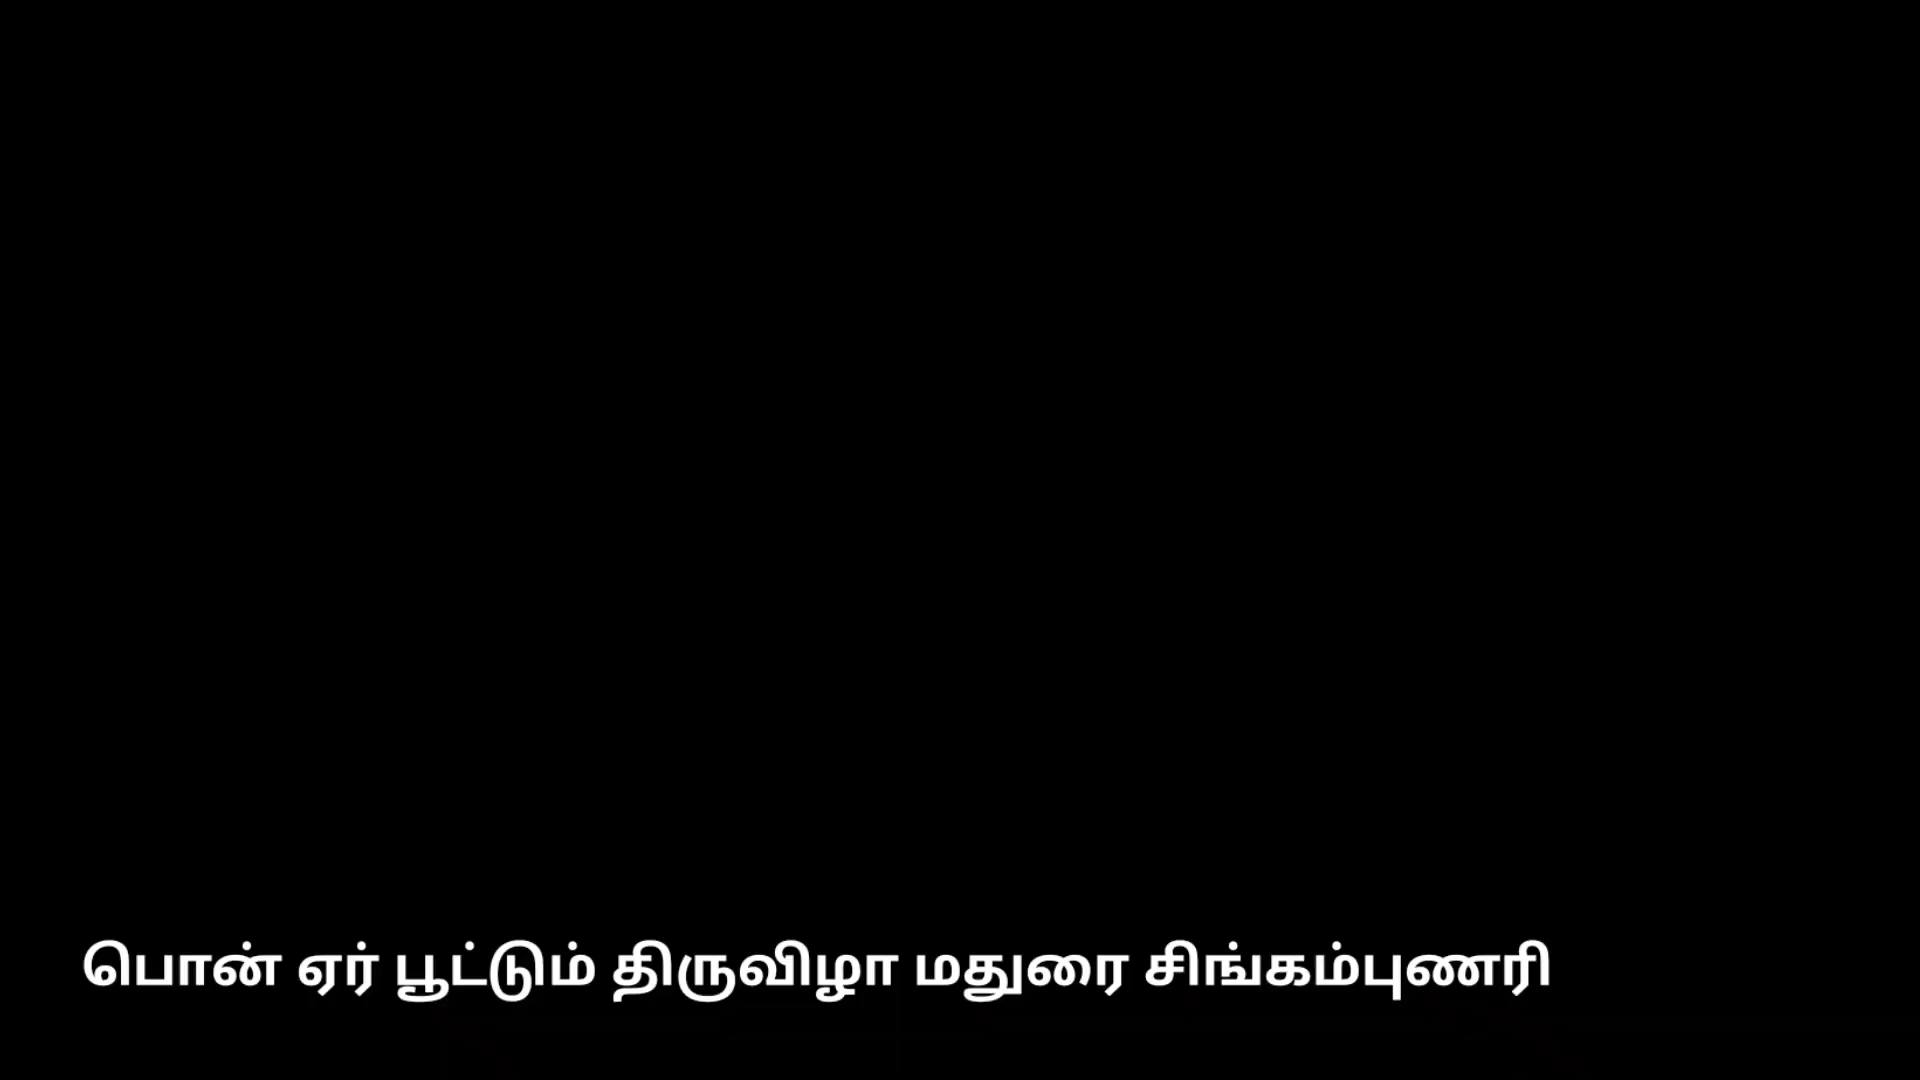 பொன் ஏர் பூட்டும் திருவிழா மதுரை சிங்கம்புணரி